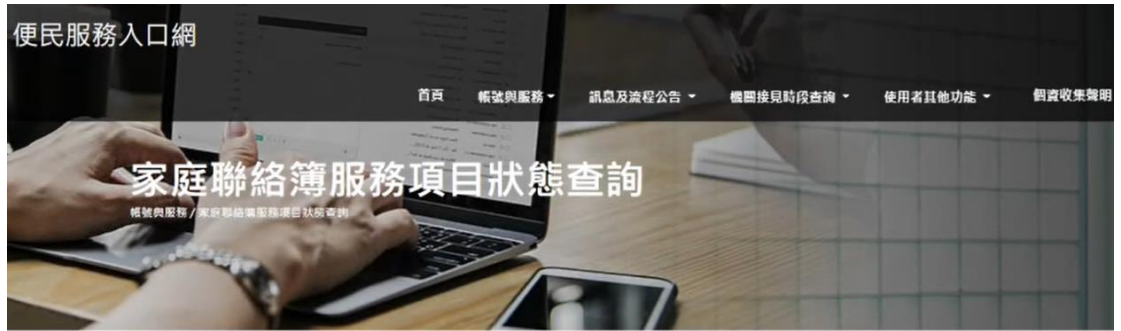 便民服務入口網
首頁 帳號與服務 訊息及流程公告 機關接見時段查詢 使用者其他功能 個資收集聲明
家庭聯絡簿服務項目狀態查詢
帳號與服務 / 家庭聯絡簿服務項目狀態查詢